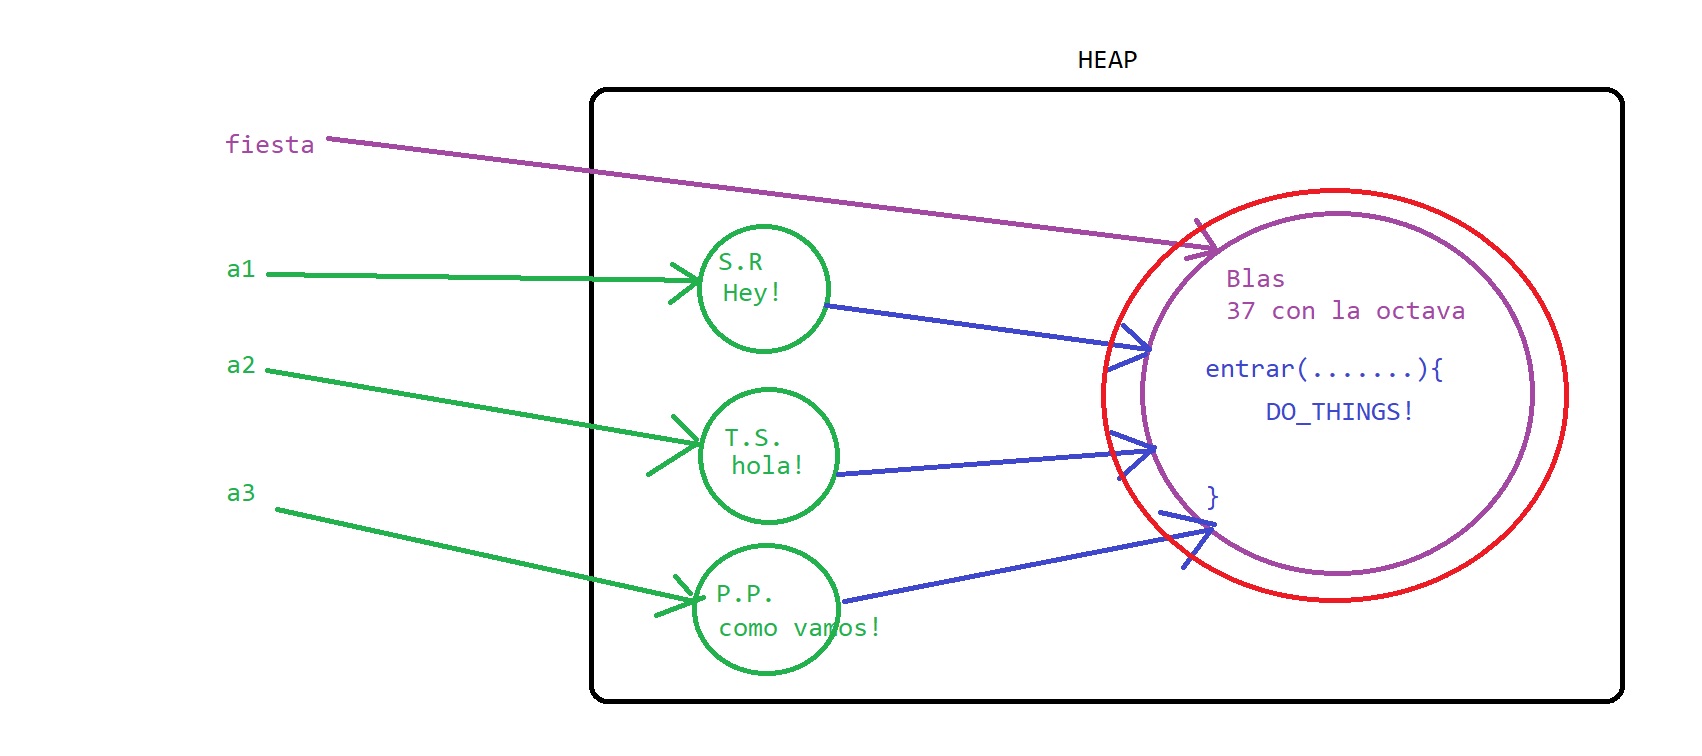 HEAP
fiesta
a1
a2
a3
S.R
Hey!
T.S.
hola!
P.P.
como vamos!
Blas
37 con la octava
entrar(.......){
DO_THINGS!
}